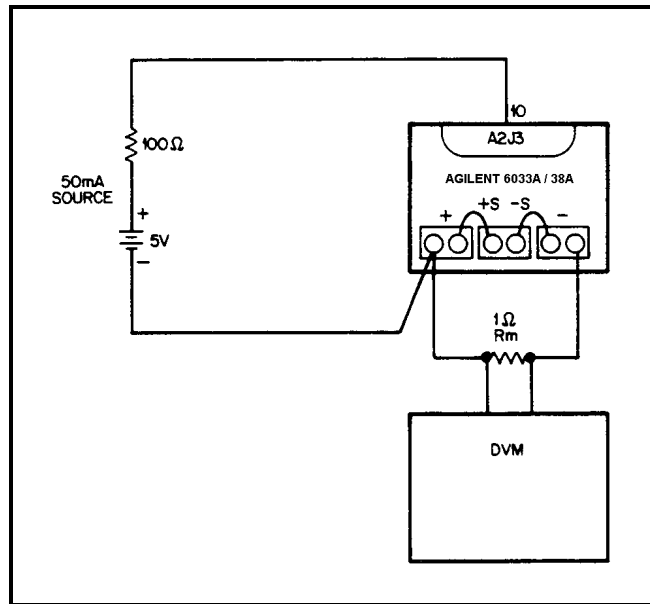 10
A2J3
100Ω
AGILENT 6033A / 38A
50mA
SOURCE
+
5V
−
+ +S -S -
1Ω
Rm
DVM